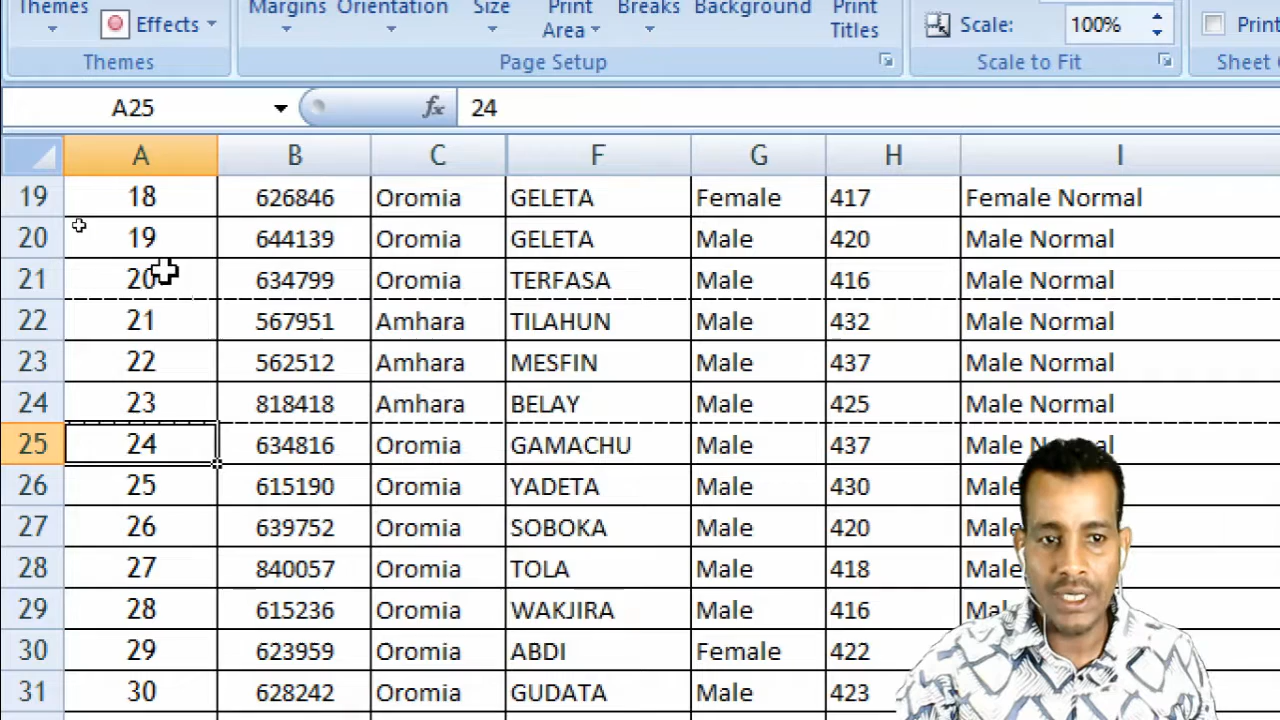 Themes Margins Orientation Size Print Area Breaks Background Print Titles Scale: 100% Print
Effects
Themes Page Setup Scale to Fit Sheet
A25 fx 24
A B C F G H I
19 18 626846 Oromia GELETA Female 417 Female Normal
20 19 644139 Oromia GELETA Male 420 Male Normal
21 20 634799 Oromia TERFASA Male 416 Male Normal
22 21 567951 Amhara TILAHUN Male 432 Male Normal
23 22 562512 Amhara MESFIN Male 437 Male Normal
24 23 818418 Amhara BELAY Male 425 Male Normal
25 24 634816 Oromia GAMACHU Male 437 Male Normal
26 25 615190 Oromia YADETA Male 430 Male
27 26 639752 Oromia SOBOKA Male 420 Male
28 27 840057 Oromia TOLA Male 418 Male
29 28 615236 Oromia WAKJIRA Male 416
30 29 623959 Oromia ABDI Female 422
31 30 628242 Oromia GUDATA Male 423